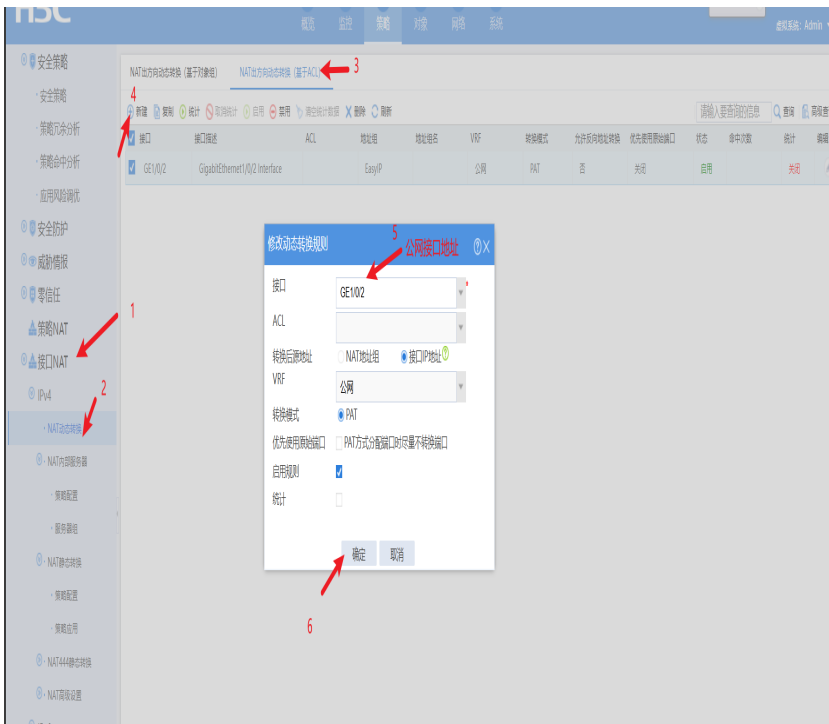 H3C
概览 监控 策略 对象 网络 系统
虚拟系统: Admin
安全策略
安全策略
策略冗余分析
策略命中分析
应用风险调优
安全防护
威胁情报
零信任
策略NAT
接口NAT
IPv4
NAT动态转换
NAT内部服务器
策略配置
服务器组
NAT静态转换
策略配置
策略应用
NAT444静态转换
NAT高级设置
1
2
NAT出方向动态转换 (基于对象组) NAT出方向动态转换 (基于ACL) 3
4
新建 复制 统计 取消统计 启用 禁用 清空统计数据 删除 刷新 请输入要查询的信息 查询 高级查
接口 接口描述 ACL 地址组 地址组名 VRF 转换模式 允许反向地址转换 优先使用原始端口 状态 命中次数 统计 编辑
GE1/0/2 GigabitEthernet1/0/2 Interface EasyIP 公网 PAT 否 关闭 启用 关闭
修改动态转换规则
5 公网接口地址
接口 GE1/0/2 *
ACL
转换后源地址 NAT地址组 接口IP地址
VRF 公网
转换模式 PAT
优先使用原始端口 PAT方式分配端口时尽量不转换端口
启用规则
统计
确定 取消
6